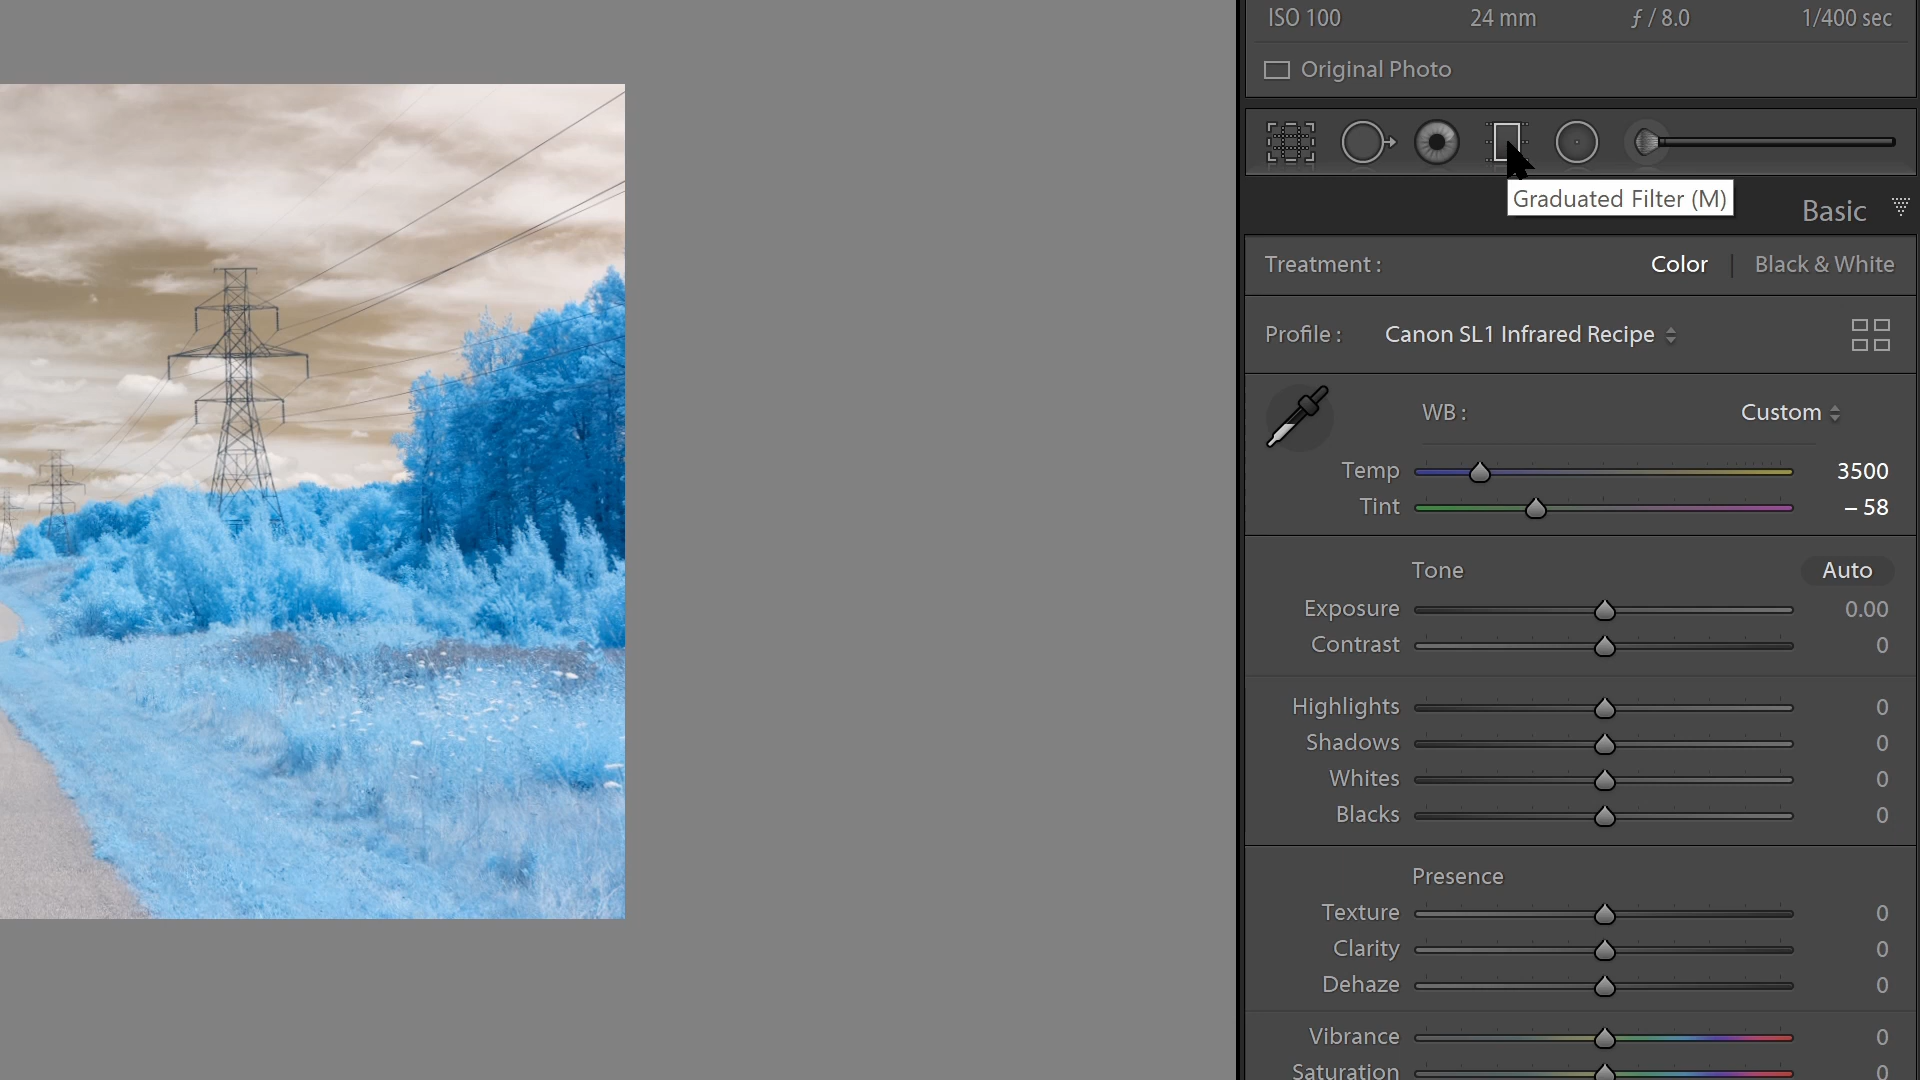 ISO 100 24 mm ƒ / 8.0 1/400 sec
Original Photo
Graduated Filter (M)
Basic
Treatment : Color | Black & White
Profile : Canon SL1 Infrared Recipe
WB : Custom
Temp 3500
Tint – 58
Tone Auto
Exposure 0.00
Contrast 0
Highlights 0
Shadows 0
Whites 0
Blacks 0
Presence
Texture 0
Clarity 0
Dehaze 0
Vibrance 0
Saturation 0